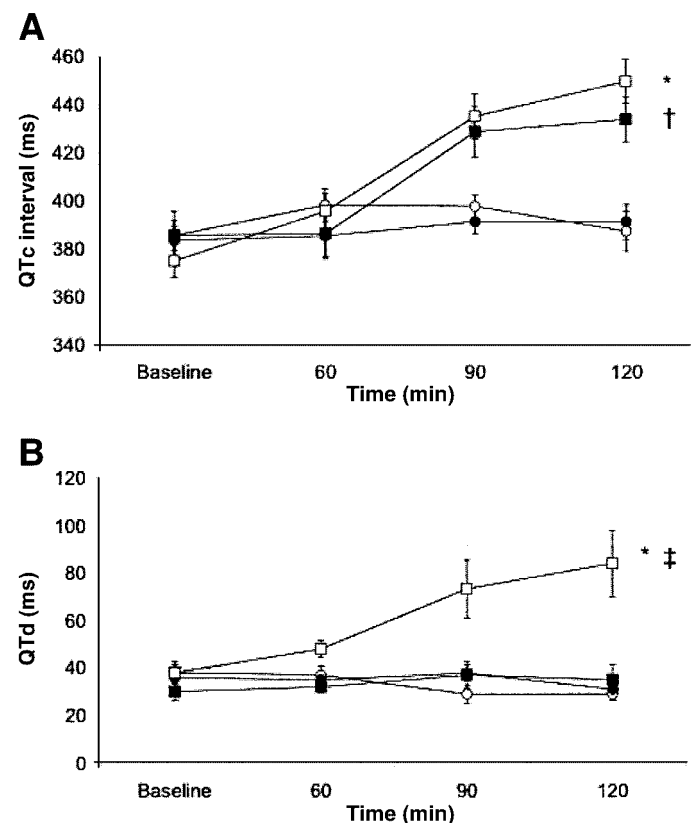 A
460
440
420
400
380
360
340
QTc interval (ms)
*
†
Baseline 60 90 120
Time (min)
B
120
100
80
60
40
20
0
QTd (ms)
* ‡
Baseline 60 90 120
Time (min)